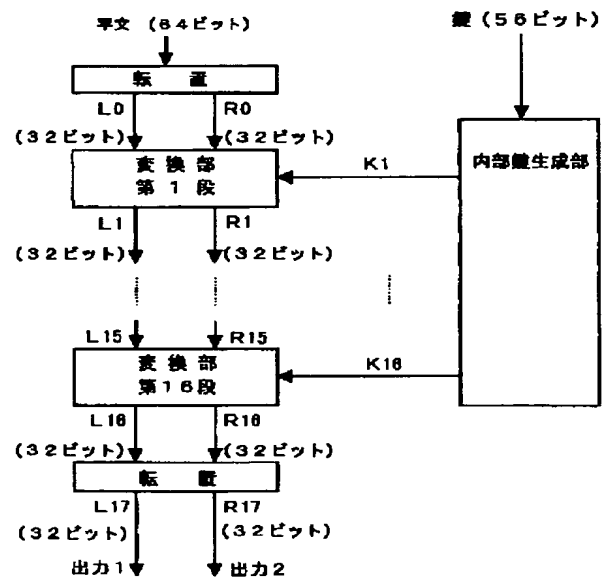 平文 (64ビット)
鍵 (56ビット)
転 置
L0 R0
(32ビット) (32ビット)
変 換 部
第 1 段
K1
内部鍵生成部
L1 R1
(32ビット) (32ビット)
L15 R15
変 換 部
第16段
K16
L16 R16
(32ビット) (32ビット)
転 置
L17 R17
(32ビット) (32ビット)
出力1 出力2